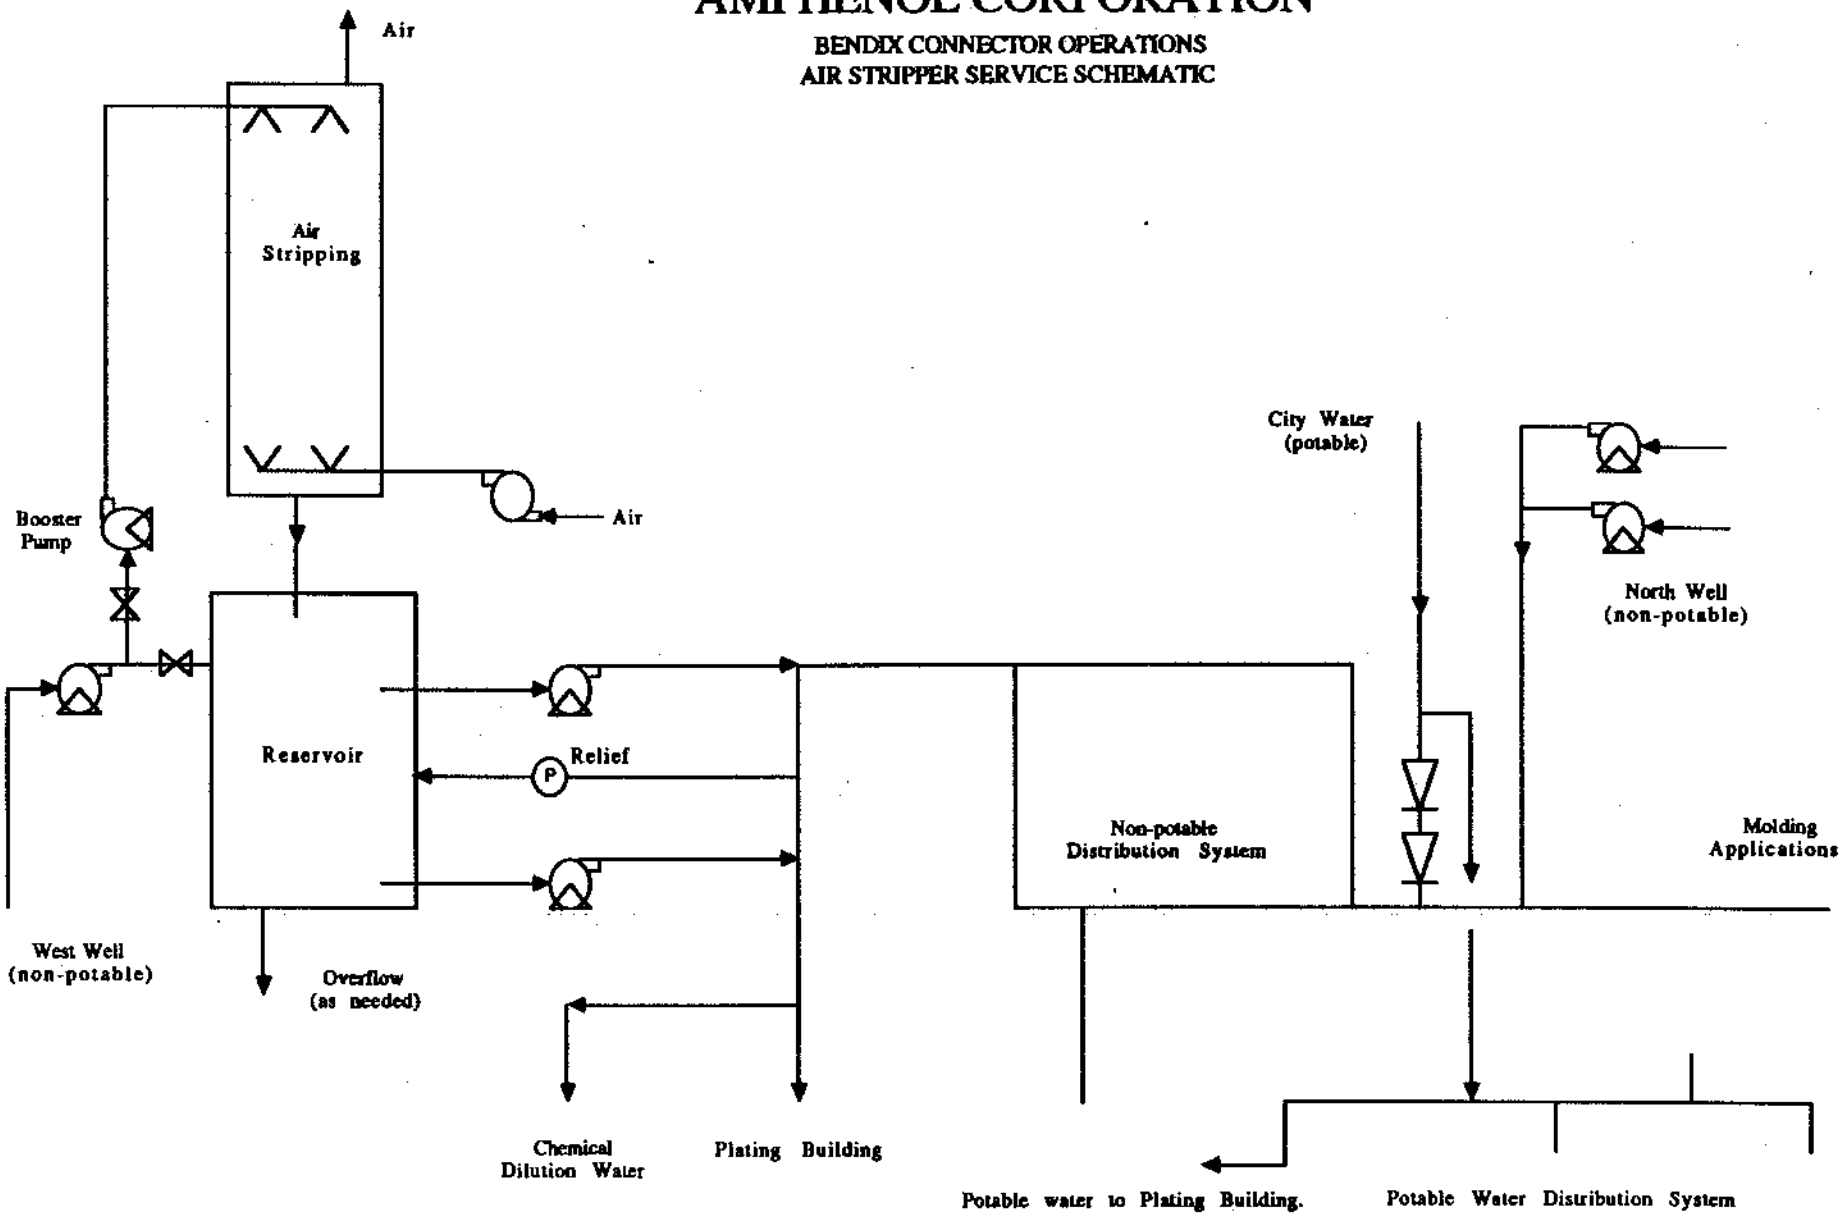 AMPHENOL CORPORATION
BENDIX CONNECTOR OPERATIONS
AIR STRIPPER SERVICE SCHEMATIC
Air
Air
Stripping
City Water
(potable)
Booster
Pump
Air
North Well
(non-potable)
Reservoir
Relief
P
Non-potable
Distribution System
Molding
Applications
West Well
(non-potable)
Overflow
(as needed)
Chemical
Dilution Water
Plating Building
Potable water to Plating Building.
Potable Water Distribution System